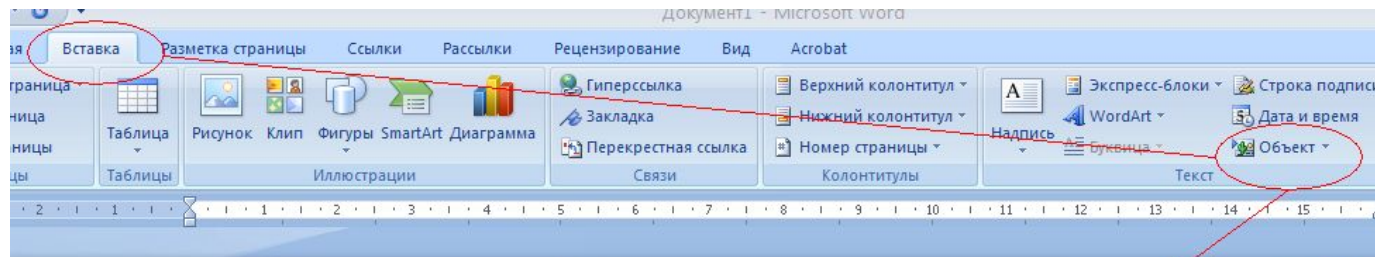 Документ1 - Microsoft Word
Вставка Разметка страницы Ссылки Рассылки Рецензирование Вид Acrobat
Гиперссылка Верхний колонтитул Экспресс-блоки Строка подписи
Закладка Нижний колонтитул WordArt Дата и время
Таблица Рисунок Клип Фигуры SmartArt Диаграмма Надпись
Перекрестная ссылка Номер страницы Буквица Объект
Таблицы Иллюстрации Связи Колонтитулы Текст
2 1 1 2 3 4 5 6 7 8 9 10 11 12 13 14 15